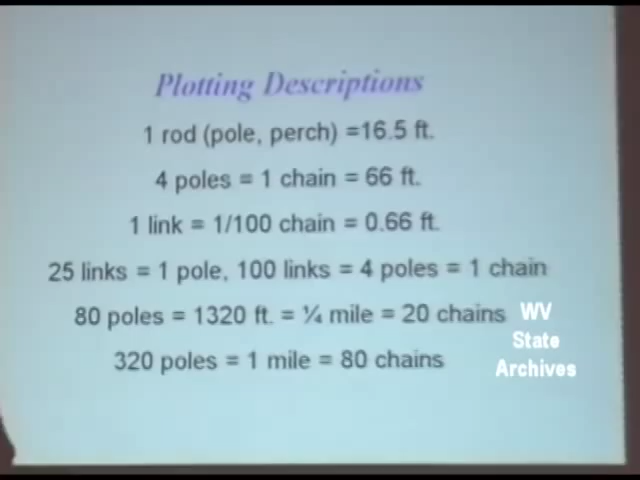 Plotting Descriptions
1 rod (pole, perch) =16.5 ft.
4 poles = 1 chain = 66 ft.
1 link = 1/100 chain = 0.66 ft.
25 links = 1 pole, 100 links = 4 poles = 1 chain
80 poles = 1320 ft. = ¼ mile = 20 chains
320 poles = 1 mile = 80 chains
WV
State
Archives